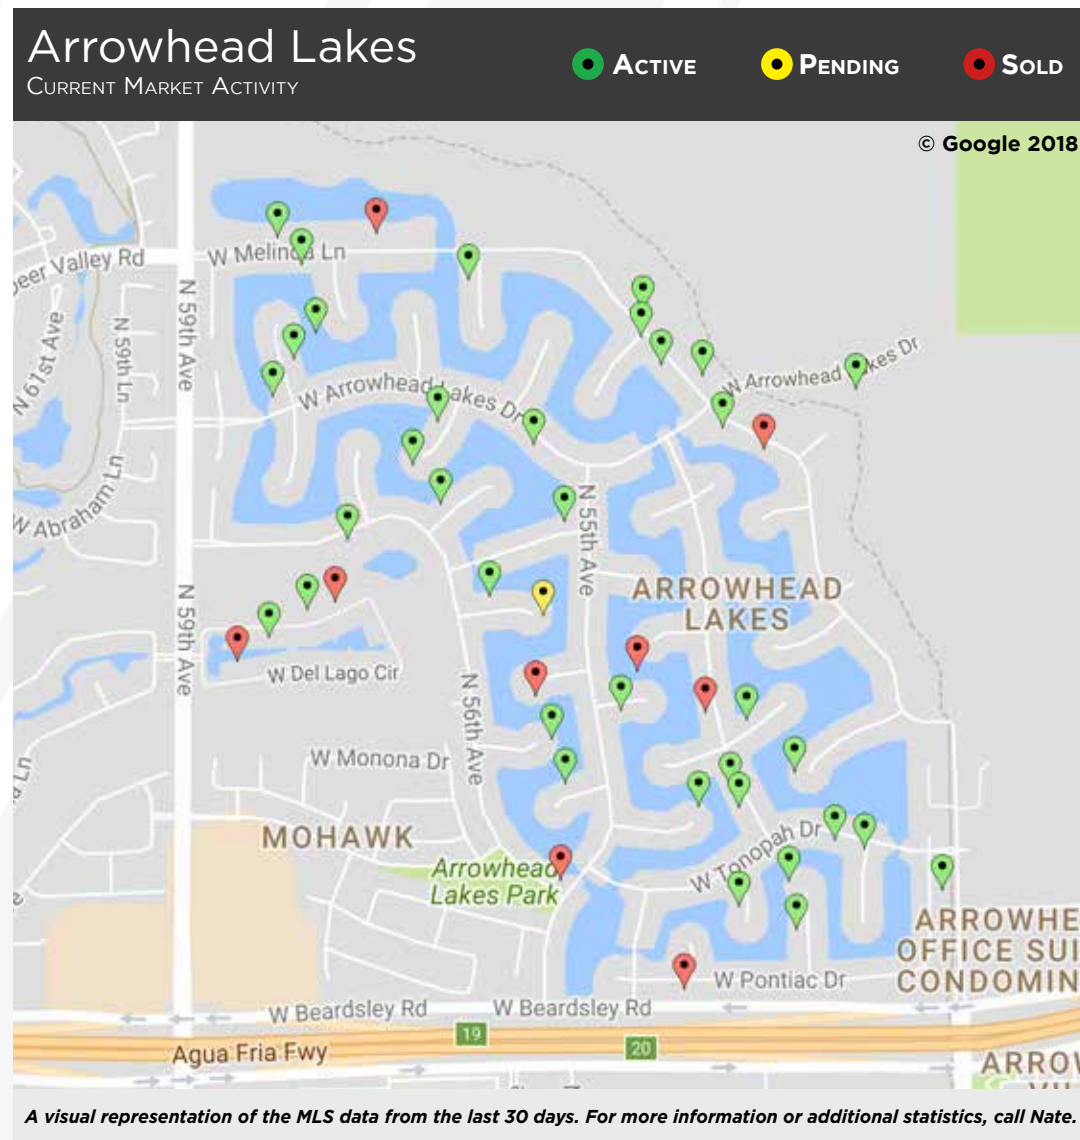 Arrowhead Lakes
Current Market Activity
Active
Pending
Sold
© Google 2018
eer Valley Rd
W Melinda Ln
N 59th Ave
N 61st Ave
N 59th Ln
W Arrowhead Lakes Dr
W Arrowhead Lakes Dr
W Abraham Ln
N 55th Ave
ARROWHEAD
LAKES
N 59th Ave
W Del Lago Cir
N 56th Ave
W Monona Dr
Ln
MOHAWK
Arrowhead
Lakes Park
W Tonopah Dr
ARROWHE
OFFICE SUI
CONDOMIN
W Pontiac Dr
W Beardsley Rd
W Beardsley Rd
19
20
Agua Fria Fwy
ARROW
A visual representation of the MLS data from the last 30 days. For more information or additional statistics, call Nate.